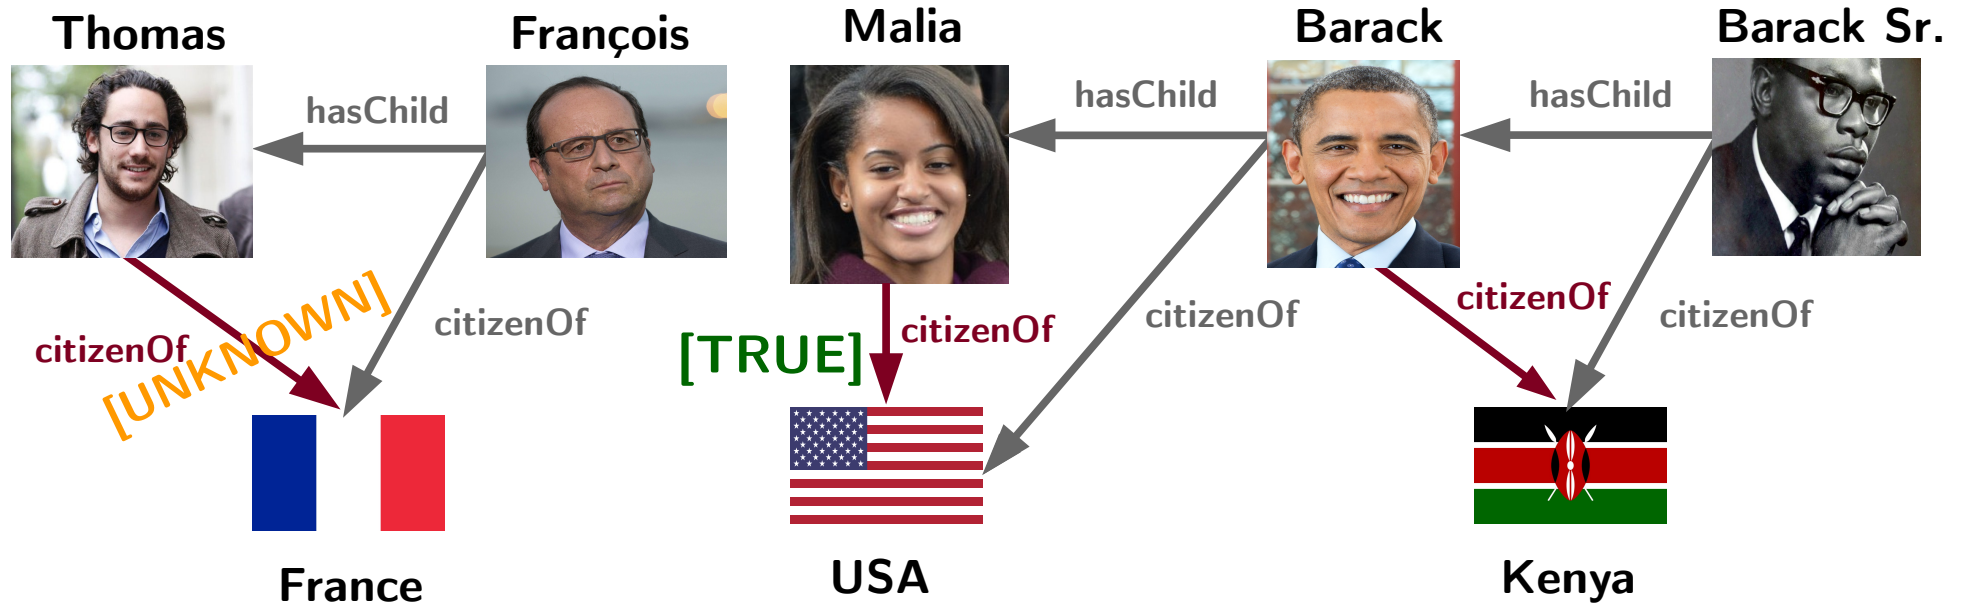 Thomas
François
Malia
Barack
Barack Sr.
hasChild
hasChild
hasChild
citizenOf
[UNKNOWN]
citizenOf
[TRUE]
citizenOf
citizenOf
citizenOf
citizenOf
France
USA
Kenya